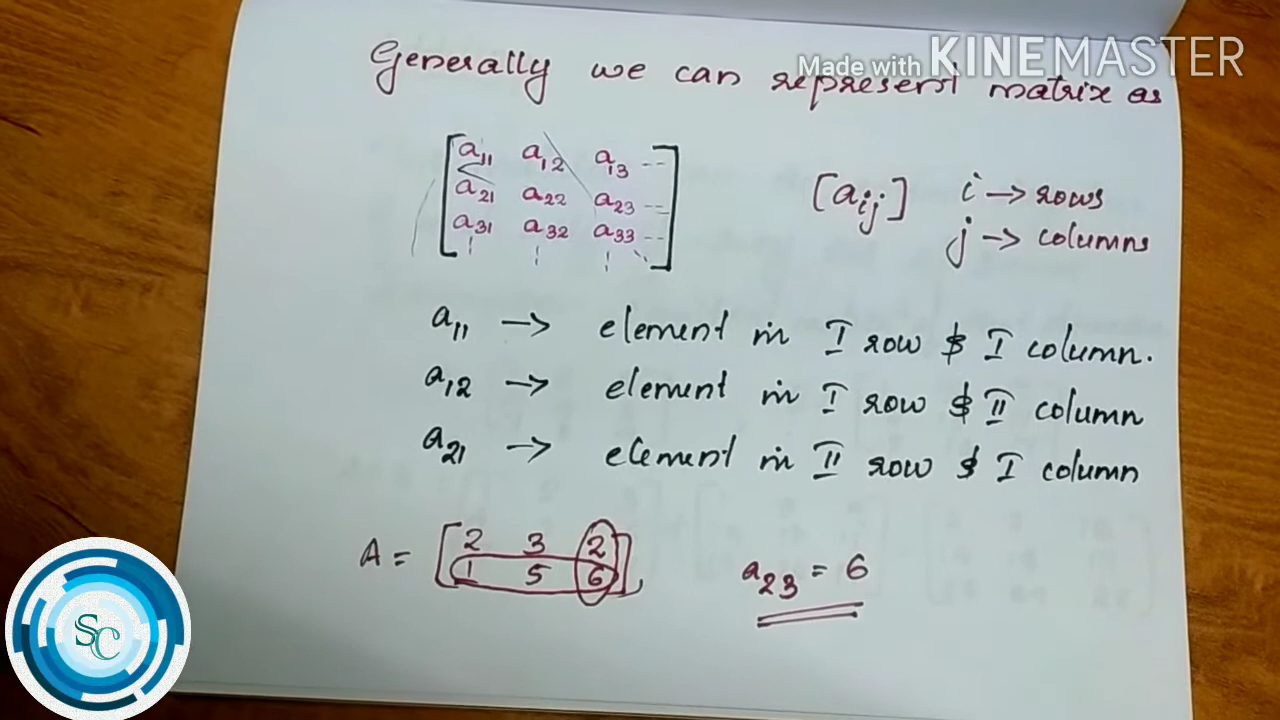 Made with KINEMASTER
Generally we can represent matrix as
[a11 a12 a13 --
a21 a22 a23 --
a31 a32 a33 --]
[aij] i → rows
j → columns
a11 → element in I row & I column.
a12 → element in I row & II column
a21 → element in II row & I column
A = [2 3 2
1 5 6],
a23 = 6
SC